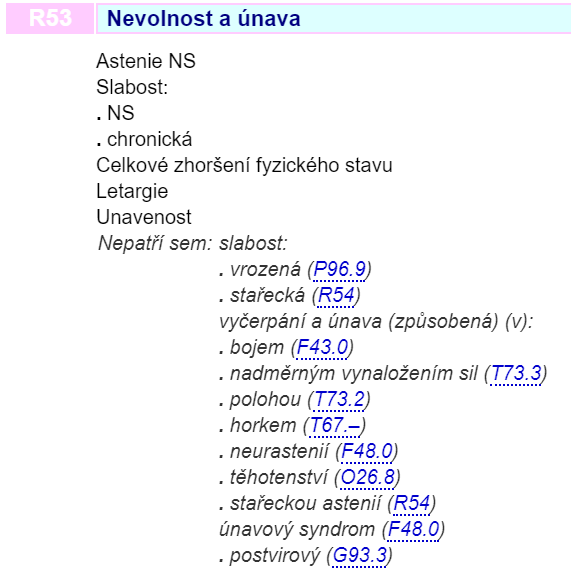 R53 Nevolnost a únava
Astenie NS
Slabost:
. NS
. chronická
Celkové zhoršení fyzického stavu
Letargie
Unavenost
Nepatří sem: slabost:
. vrozená (P96.9)
. stařecká (R54)
vyčerpání a únava (způsobená) (v):
. bojem (F43.0)
. nadměrným vynaložením sil (T73.3)
. polohou (T73.2)
. horkem (T67.–)
. neurastenií (F48.0)
. těhotenství (O26.8)
. stařeckou astenií (R54)
únavový syndrom (F48.0)
. postvirový (G93.3)